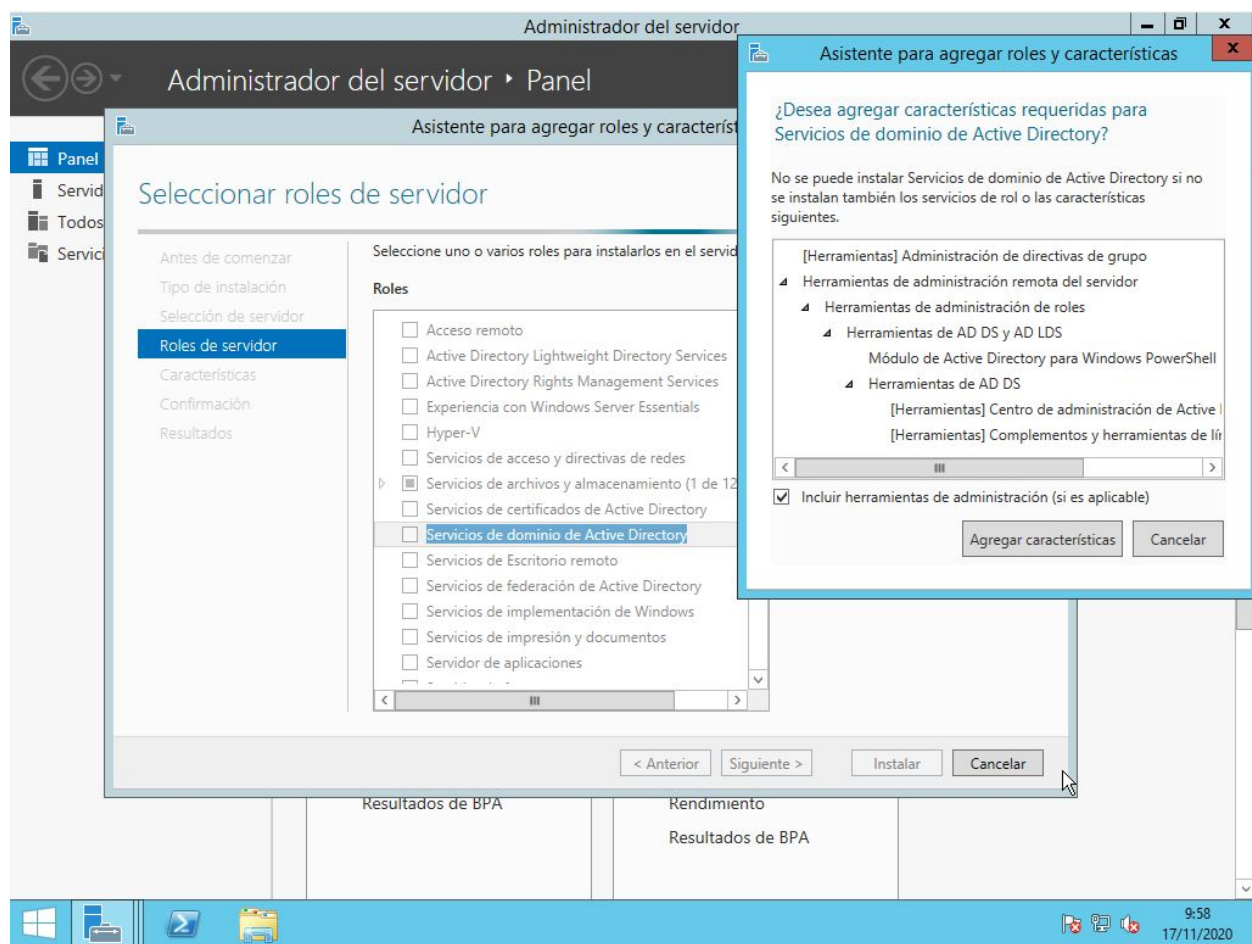 Administrador del servidor
Administrador del servidor ‣ Panel
Panel
Servid
Todos
Servici
Asistente para agregar roles y característ
Seleccionar roles de servidor
Antes de comenzar
Tipo de instalación
Selección de servidor
Roles de servidor
Características
Confirmación
Resultados
Seleccione uno o varios roles para instalarlos en el servid
Roles
Acceso remoto
Active Directory Lightweight Directory Services
Active Directory Rights Management Services
Experiencia con Windows Server Essentials
Hyper-V
Servicios de acceso y directivas de redes
Servicios de archivos y almacenamiento (1 de 12
Servicios de certificados de Active Directory
Servicios de dominio de Active Directory
Servicios de Escritorio remoto
Servicios de federación de Active Directory
Servicios de implementación de Windows
Servicios de impresión y documentos
Servidor de aplicaciones
< Anterior
Siguiente >
Instalar
Cancelar
Asistente para agregar roles y características
¿Desea agregar características requeridas para
Servicios de dominio de Active Directory?
No se puede instalar Servicios de dominio de Active Directory si no
se instalan también los servicios de rol o las características
siguientes.
[Herramientas] Administración de directivas de grupo
Herramientas de administración remota del servidor
Herramientas de administración de roles
Herramientas de AD DS y AD LDS
Módulo de Active Directory para Windows PowerShell
Herramientas de AD DS
[Herramientas] Centro de administración de Active
[Herramientas] Complementos y herramientas de
Incluir herramientas de administración (si es aplicable)
Agregar características
Cancelar
Resultados de BPA
Rendimiento
Resultados de BPA
9:58
17/11/2020